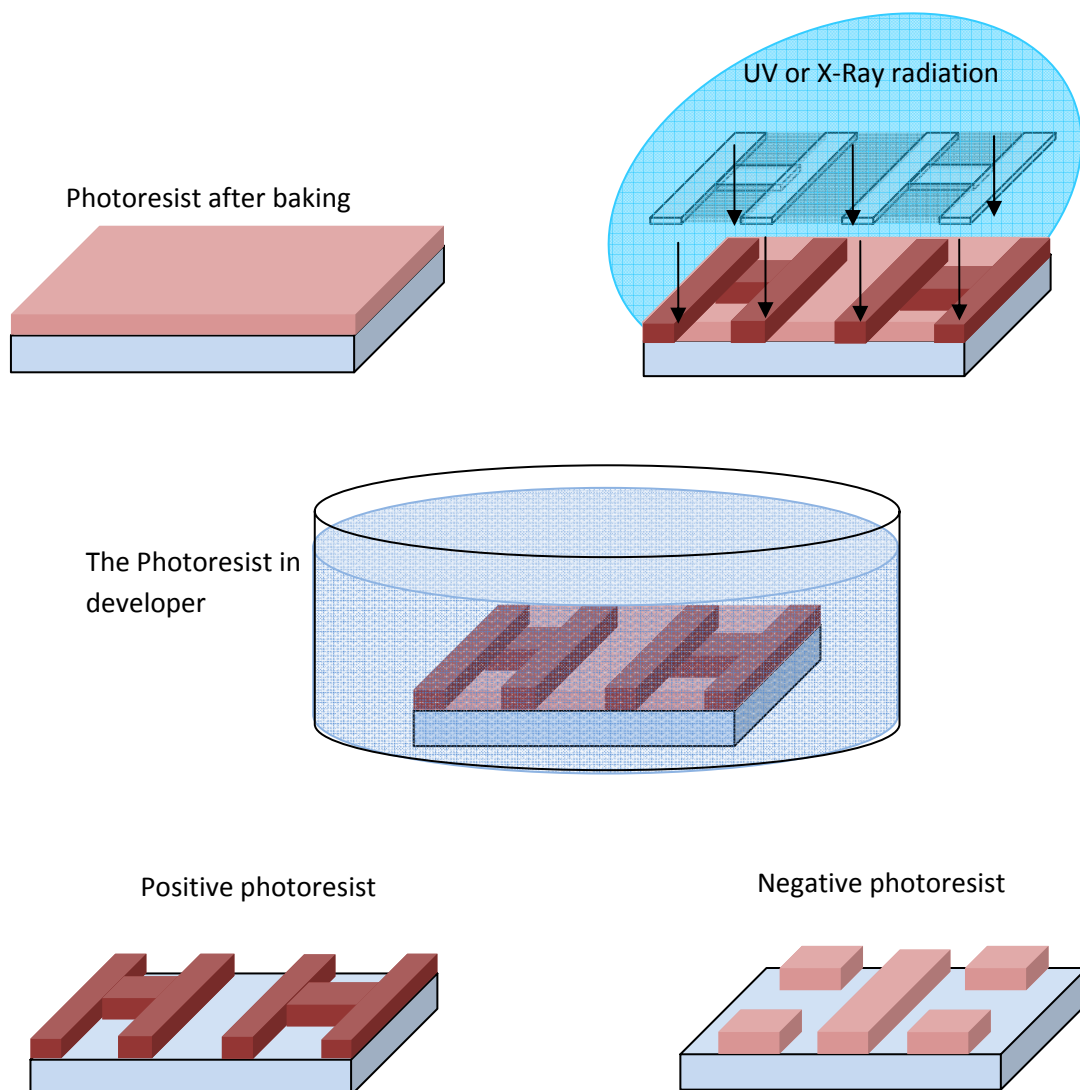 UV or X-Ray radiation
Photoresist after baking
The Photoresist in
developer
Positive photoresist
Negative photoresist